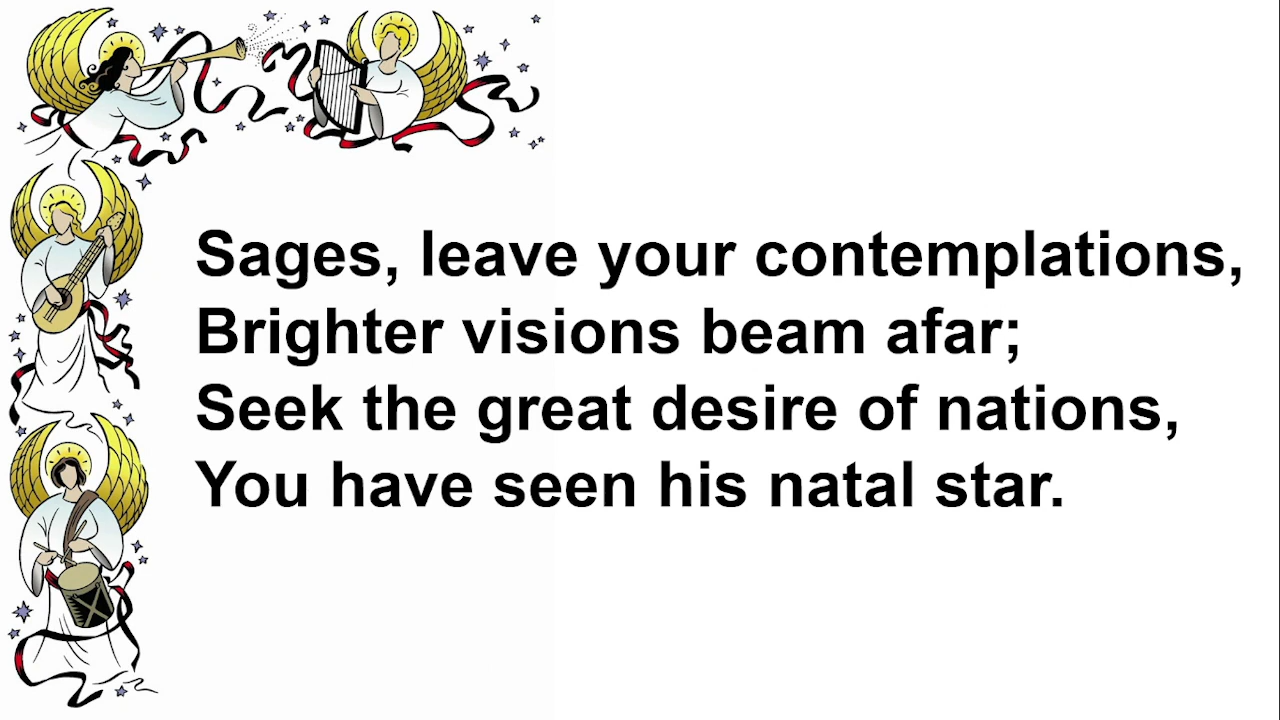 Sages, leave your contemplations,
Brighter visions beam afar;
Seek the great desire of nations,
You have seen his natal star.